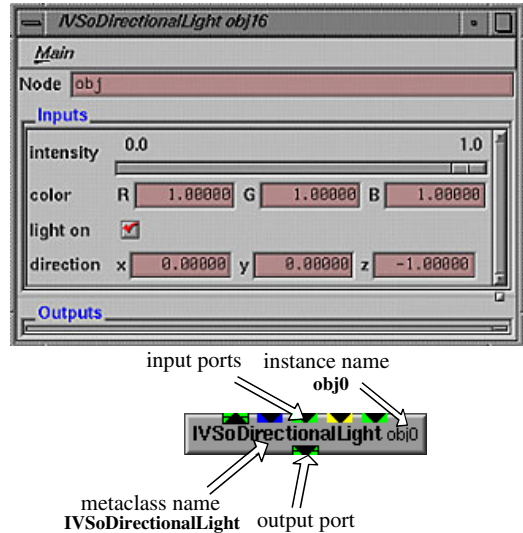 IVSoDirectionalLight obj16
Main
Node obj
Inputs
intensity 0.0 1.0
color R 1.00000 G 1.00000 B 1.00000
light on
direction x 0.00000 y 0.00000 z -1.00000
Outputs
input ports instance name
obj0
IVSoDirectionalLight obj0
metaclass name
IVSoDirectionalLight output port